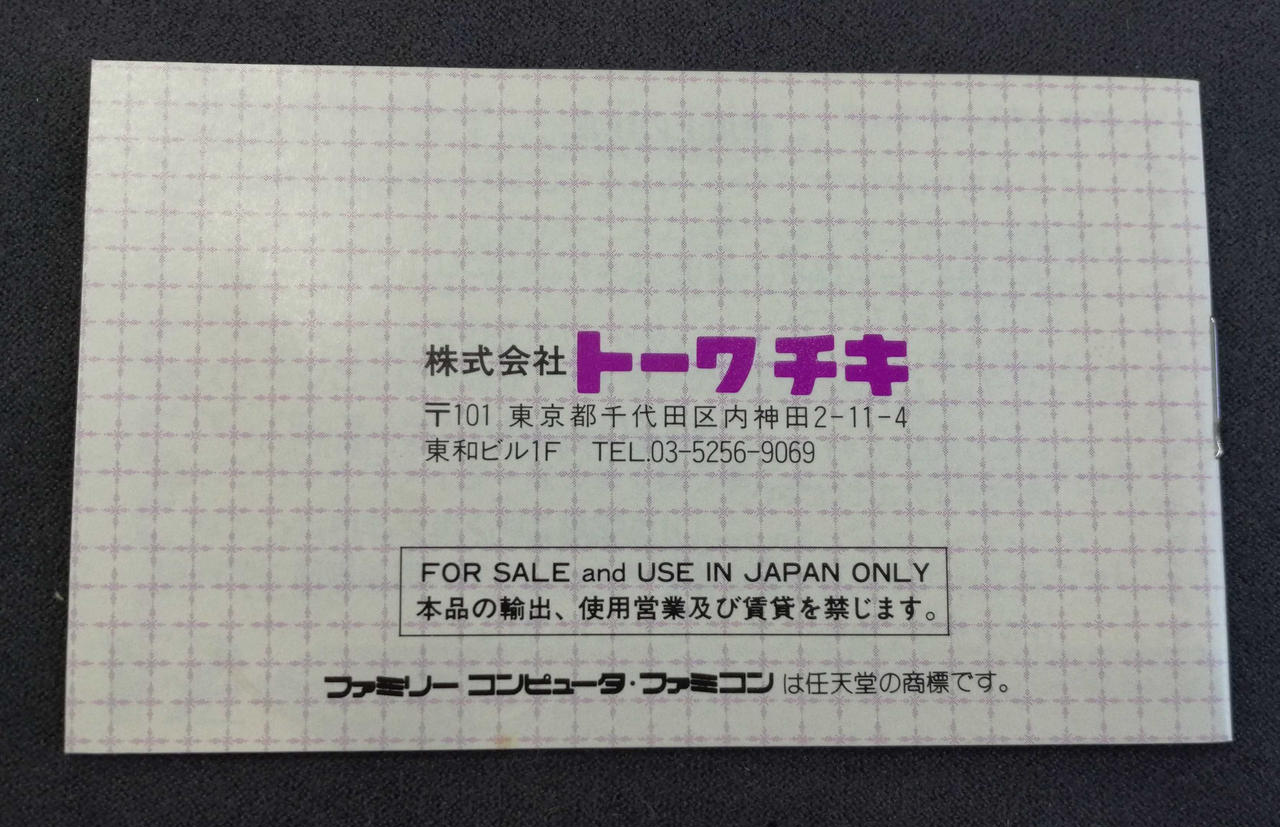 株式会社トーワチキ
〒101 東京都千代田区内神田2-11-4
東和ビル1F TEL.03-5256-9069
FOR SALE and USE IN JAPAN ONLY
本品の輸出、使用営業及び賃貸を禁じます。
ファミリーコンピュータ・ファミコンは任天堂の商標です。